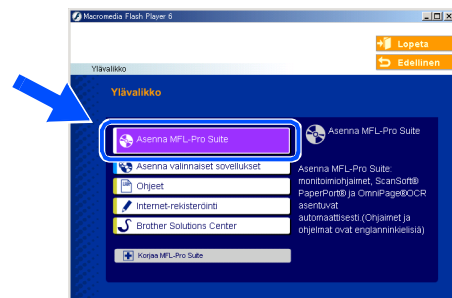 Macromedia Flash Player 6
Lopeta
Edellinen
Ylävalikko
Ylävalikko
Asenna MFL-Pro Suite
Asenna valinnaiset sovellukset
Ohjeet
Internet-rekisteröinti
Brother Solutions Center
Korjaa MFL-Pro Suite
Asenna MFL-Pro Suite
Asenna MFL-Pro Suite:
monitoimiohjaimet, ScanSoft®
PaperPort® ja OmniPage®OCR
asentuvat
automaattisesti.(Ohjaimet ja
ohjelmat ovat englanninkielisiä)